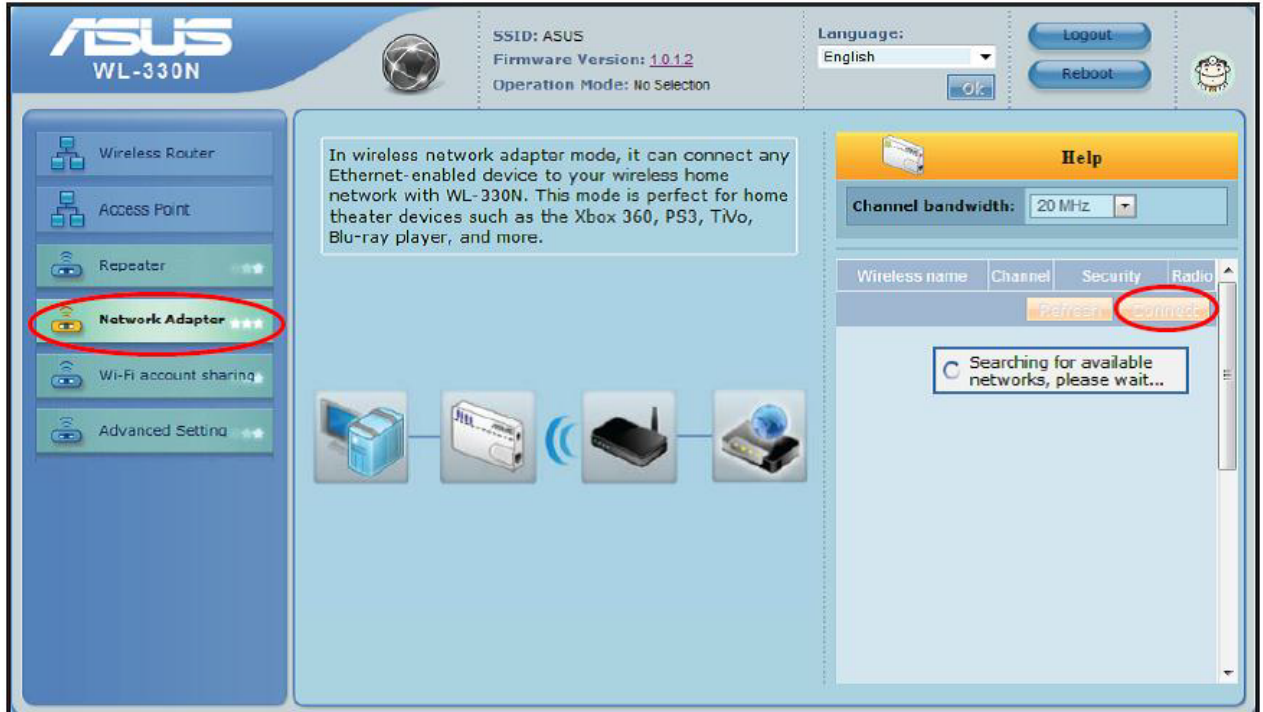 ASUS
WL-330N
SSID: ASUS
Firmware Version: 1.0.1.2
Operation Mode: No Selection
Language:
English
Ok
Logout
Reboot
Wireless Router
Access Point
Repeater
Network Adapter
Wi-Fi account sharing
Advanced Setting
In wireless network adapter mode, it can connect any
Ethernet-enabled device to your wireless home
network with WL-330N. This mode is perfect for home
theater devices such as the Xbox 360, PS3, TiVo,
Blu-ray player, and more.
Help
Channel bandwidth: 20 MHz
Wireless name Channel Security Radio
Refresh Connect
Searching for available
networks, please wait...